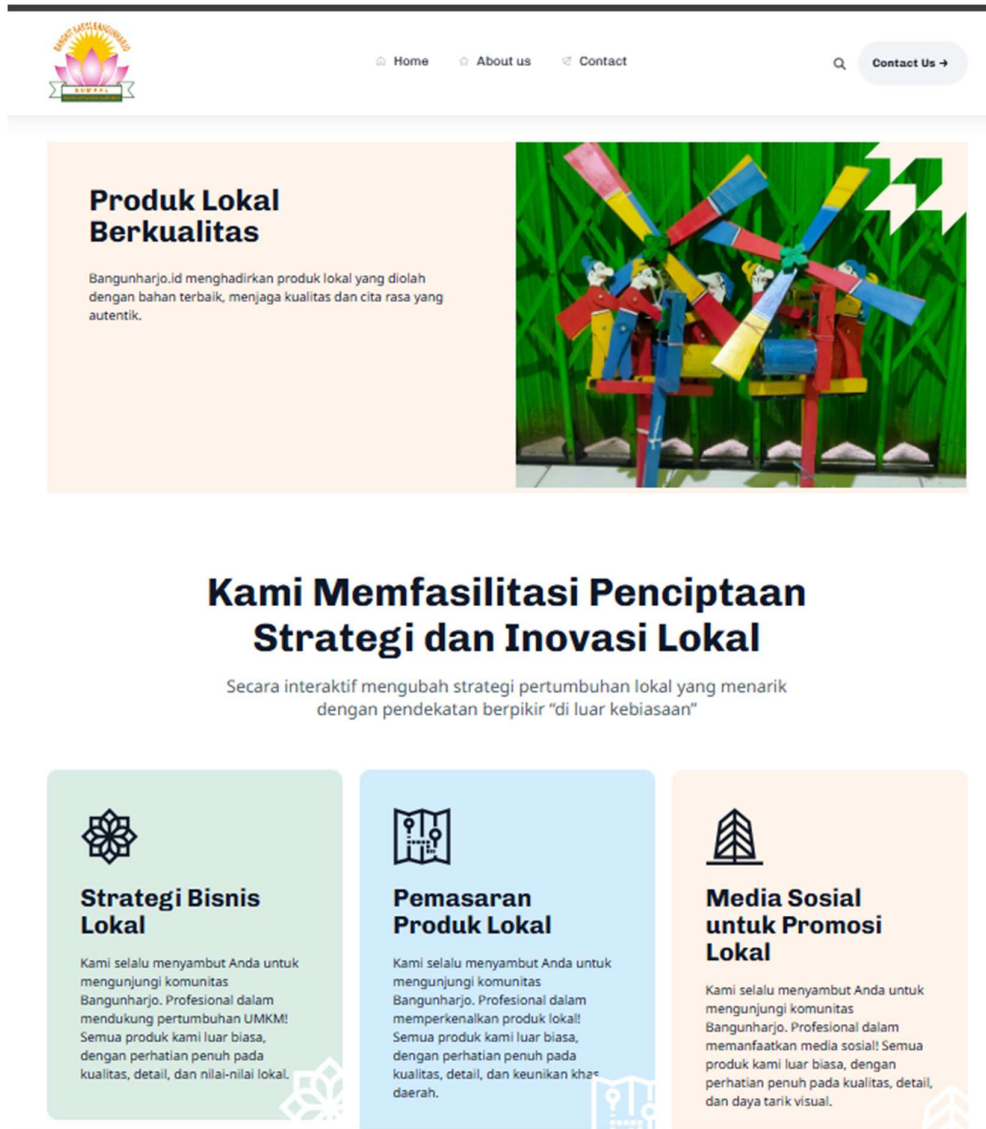 BANGKIT KARYA BANGUNHARJO
Home
About us
Contact
Contact Us →
Produk Lokal
Berkualitas
Bangunharjo.id menghadirkan produk lokal yang diolah
dengan bahan terbaik, menjaga kualitas dan cita rasa yang
autentik.
Kami Memfasilitasi Penciptaan
Strategi dan Inovasi Lokal
Secara interaktif mengubah strategi pertumbuhan lokal yang menarik
dengan pendekatan berpikir “di luar kebiasaan”
Strategi Bisnis
Lokal
Kami selalu menyambut Anda untuk
mengunjungi komunitas
Bangunharjo. Profesional dalam
mendukung pertumbuhan UMKM!
Semua produk kami luar biasa,
dengan perhatian penuh pada
kualitas, detail, dan nilai-nilai lokal.
Pemasaran
Produk Lokal
Kami selalu menyambut Anda untuk
mengunjungi komunitas
Bangunharjo. Profesional dalam
memperkenalkan produk lokal!
Semua produk kami luar biasa,
dengan perhatian penuh pada
kualitas, detail, dan keunikan khas
daerah.
Media Sosial
untuk Promosi
Lokal
Kami selalu menyambut Anda untuk
mengunjungi komunitas
Bangunharjo. Profesional dalam
memanfaatkan media sosial! Semua
produk kami luar biasa, dengan
perhatian penuh pada kualitas, detail,
dan daya tarik visual.